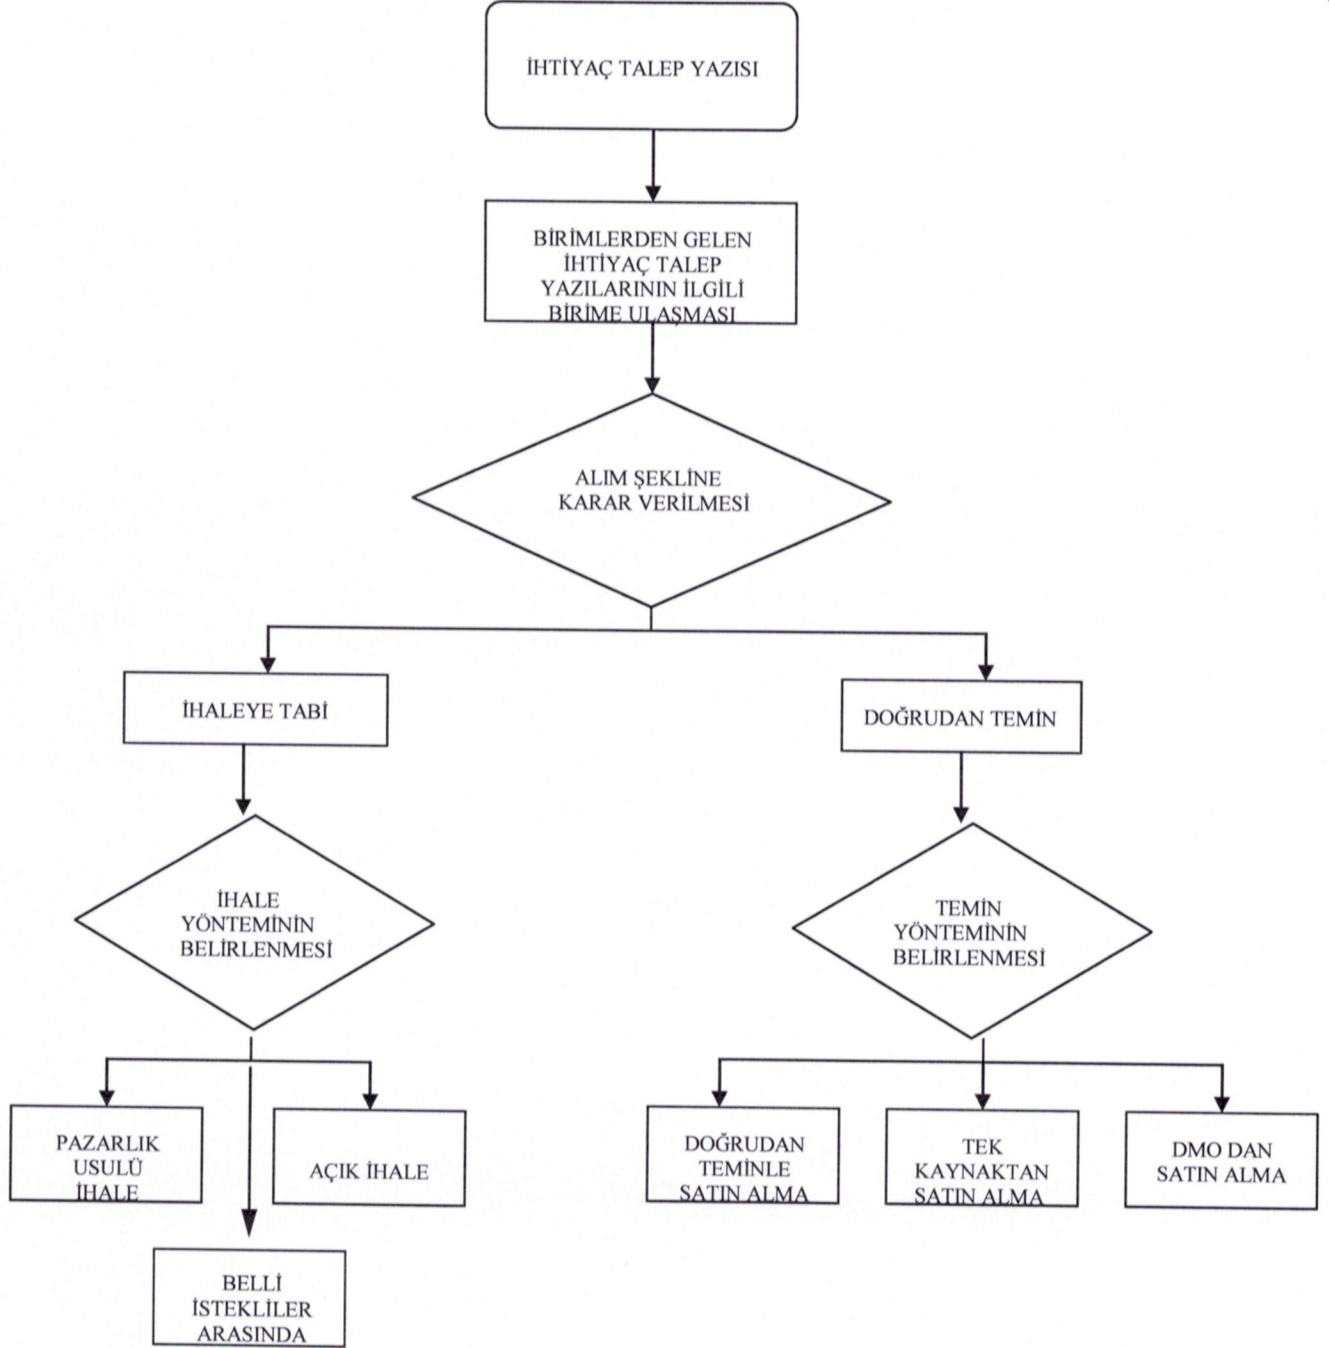 İHTİYAÇ TALEP YAZISI
BİRİMLERDEN GELEN
İHTİYAÇ TALEP
YAZILARININ İLGİLİ
BİRİME ULAŞMASI
ALIM ŞEKLİNE
KARAR VERİLMESİ
İHALEYE TABİ
DOĞRUDAN TEMİN
İHALE
YÖNTEMİNİN
BELİRLENMESİ
TEMİN
YÖNTEMİNİN
BELİRLENMESİ
PAZARLIK
USULÜ
İHALE
AÇIK İHALE
DOĞRUDAN
TEMİNLE
SATIN ALMA
TEK
KAYNAKTAN
SATIN ALMA
DMO DAN
SATIN ALMA
BELLİ
İSTEKLİLER
ARASINDA